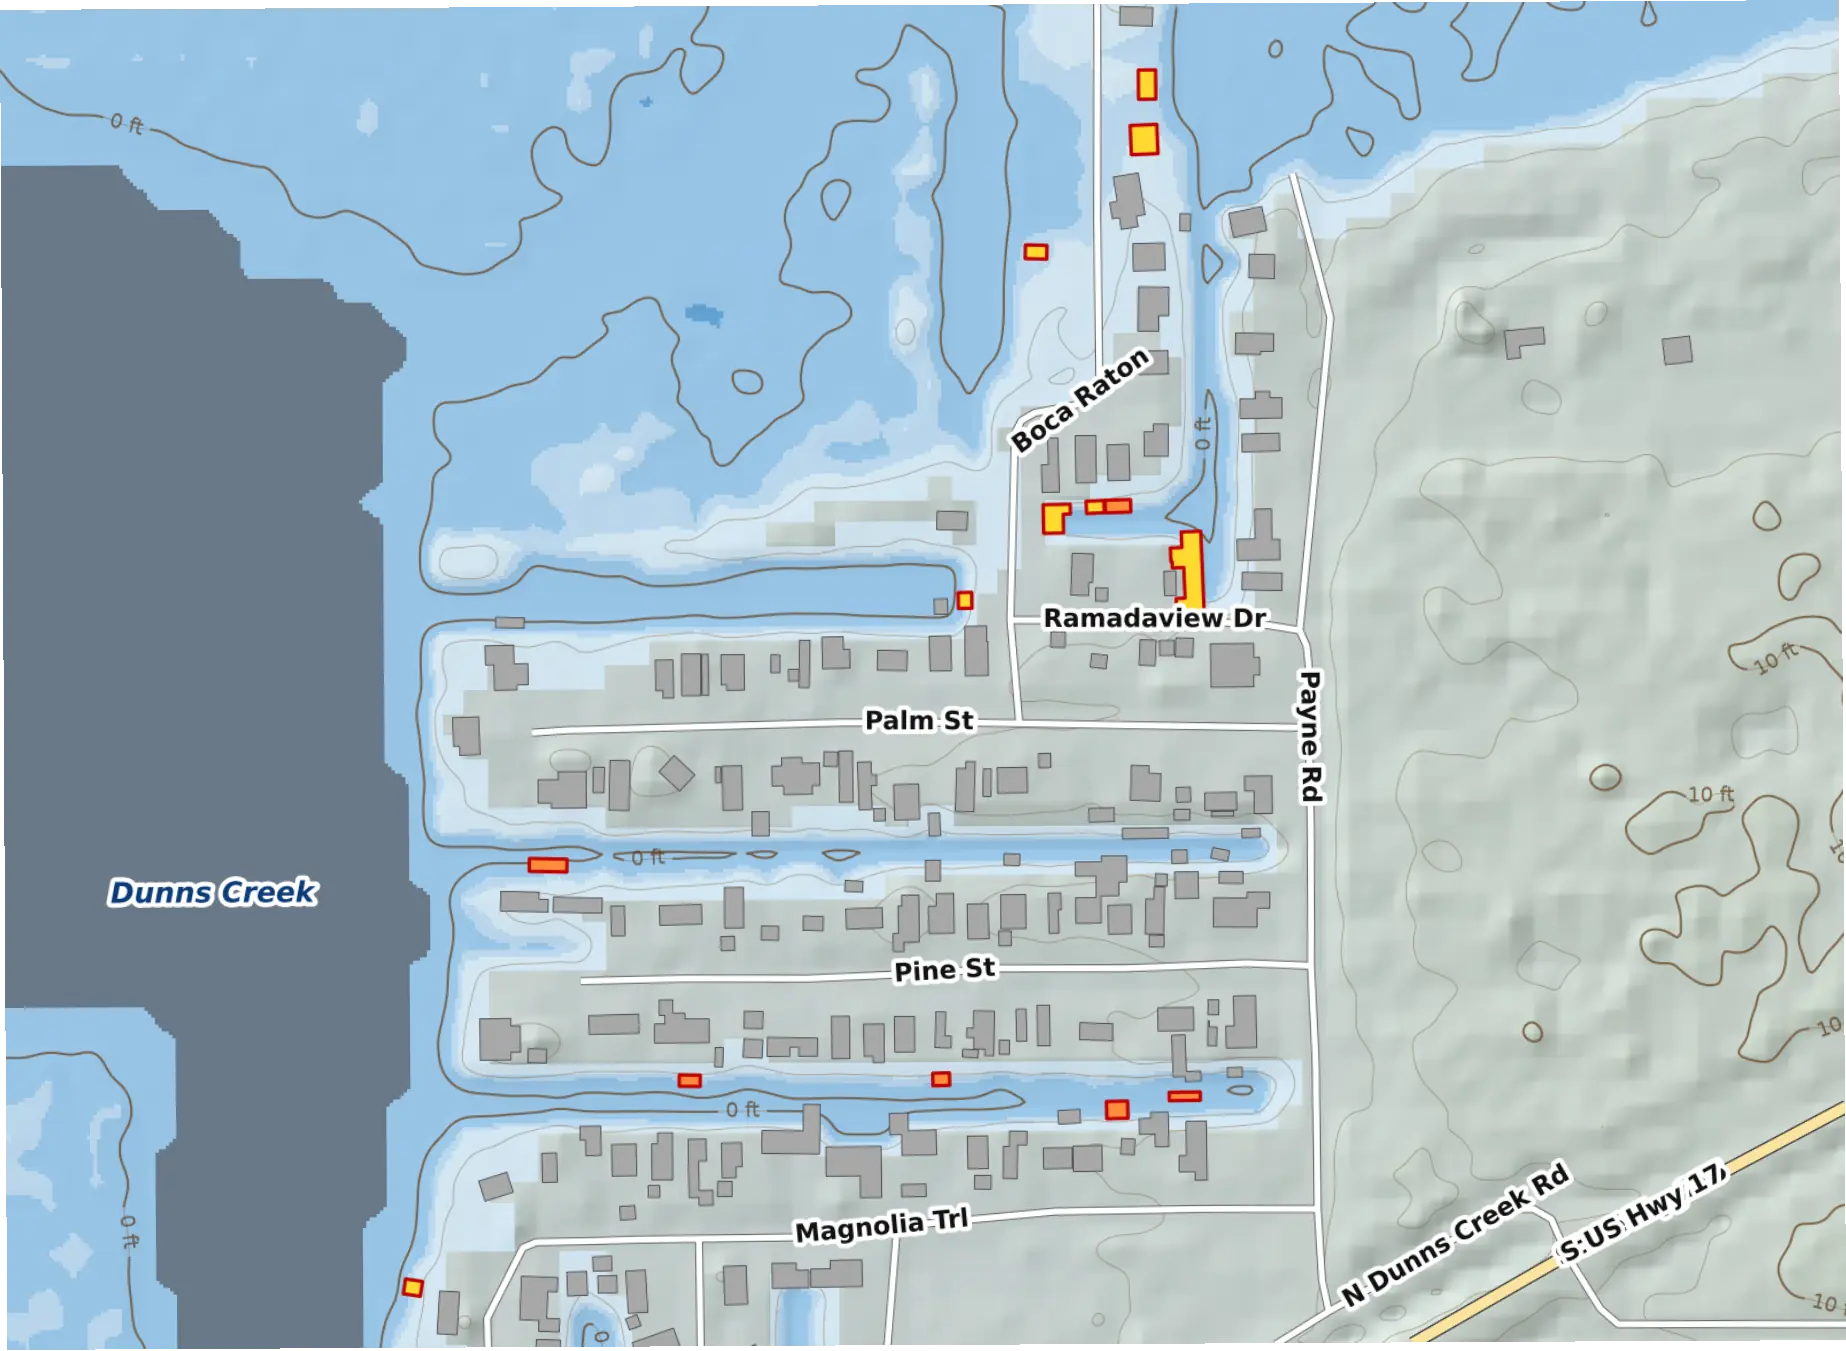 0 ft
Boca Raton
0 ft
Ramadaview Dr
10 ft
Palm St
Payne Rd
10 ft
0 ft
Dunns Creek
Pine St
10
0 ft
N Dunns Creek Rd
S US Hwy 17
Magnolia Trl
0 ft
10
0